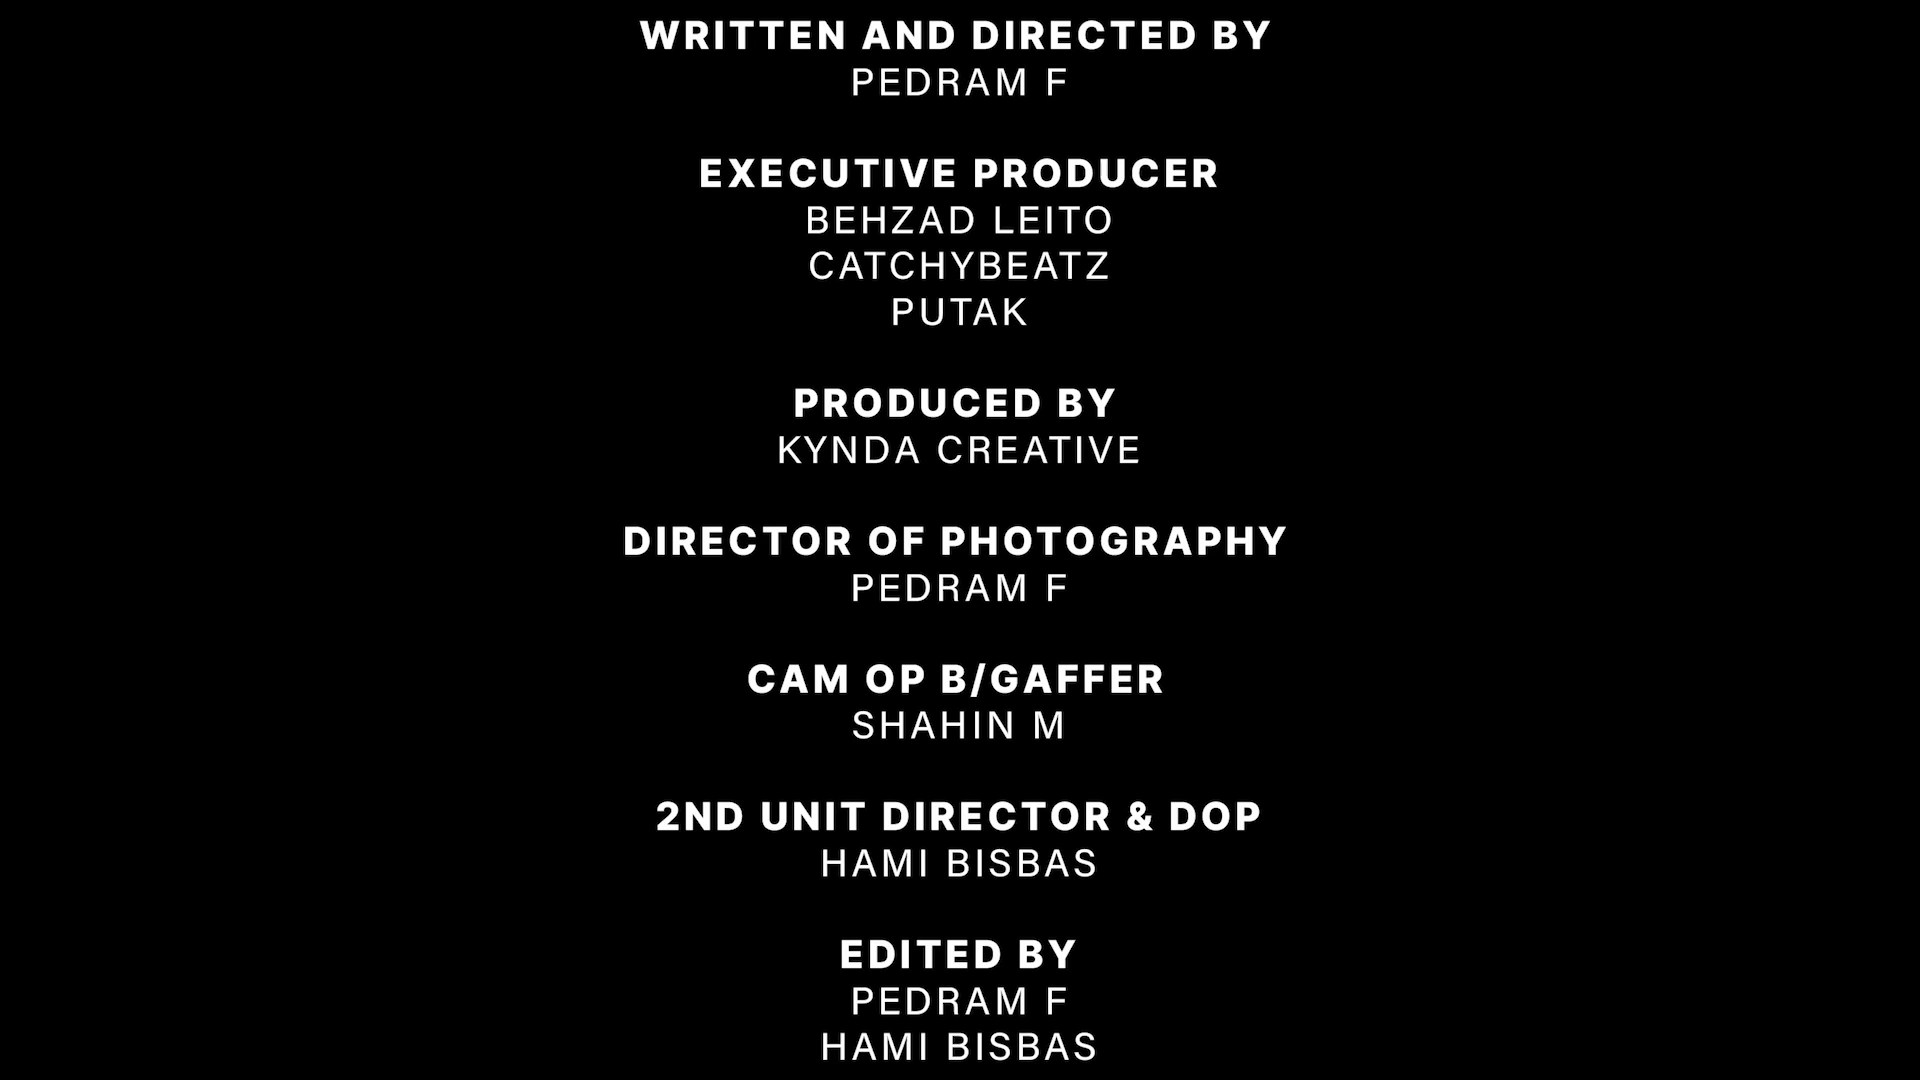 WRITTEN AND DIRECTED BY
PEDRAM F
EXECUTIVE PRODUCER
BEHZAD LEITO
CATCHYBEATZ
PUTAK
PRODUCED BY
KYNDA CREATIVE
DIRECTOR OF PHOTOGRAPHY
PEDRAM F
CAM OP B/GAFFER
SHAHIN M
2ND UNIT DIRECTOR & DOP
HAMI BISBAS
EDITED BY
PEDRAM F
HAMI BISBAS